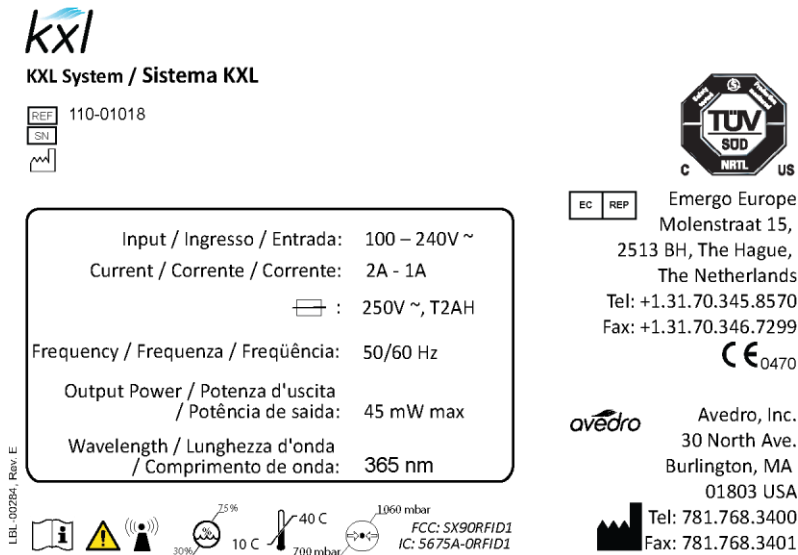 kxl
KXL System / Sistema KXL
REF 110-01018
SN
TÜV
SÜD
NRTL
C US
Input / Ingresso / Entrada: 100 – 240V ~
Current / Corrente / Corrente: 2A - 1A
: 250V ~, T2AH
Frequency / Frequenza / Freqüência: 50/60 Hz
Output Power / Potenza d'uscita
/ Potência de saida: 45 mW max
Wavelength / Lunghezza d'onda
/ Comprimento de onda: 365 nm
EC REP
Emergo Europe
Molenstraat 15,
2513 BH, The Hague,
The Netherlands
Tel: +1.31.70.345.8570
Fax: +1.31.70.346.7299
CE 0470
avedro
Avedro, Inc.
30 North Ave.
Burlington, MA
01803 USA
Tel: 781.768.3400
Fax: 781.768.3401
LBL-00284, Rev. E
75%
30%
40 C
10 C
1060 mbar
700 mbar
FCC: SX90RFID1
IC: 5675A-0RFID1